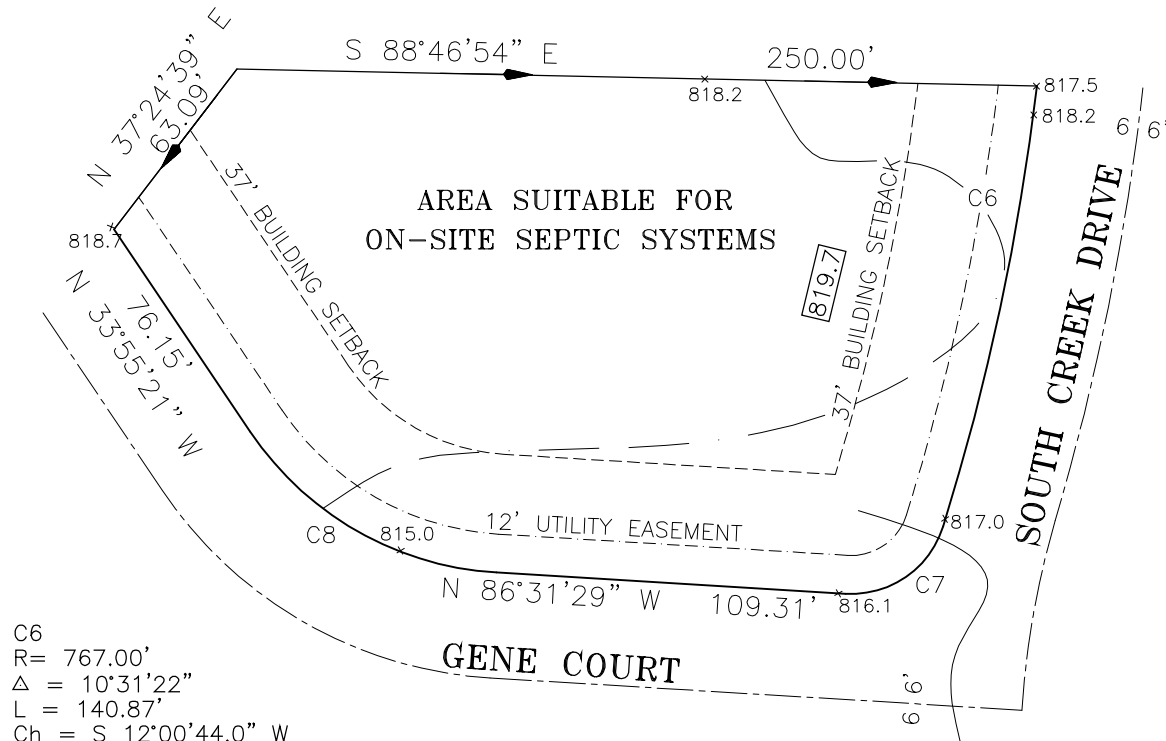 S 88°46'54" E
250.00'
817.5
818.2
818.2
N 37°24'39" E
63.09'
6
6'
C6
37' BUILDING SETBACK
AREA SUITABLE FOR
ON-SITE SEPTIC SYSTEMS
818.7
819.7
37' BUILDING SETBACK
SOUTH CREEK DRIVE
76.15'
N 33°55'21" W
12' UTILITY EASEMENT
817.0
C8
815.0
C7
N 86°31'29" W
109.31'
816.1
GENE COURT
6'
6
C6
R= 767.00'
Δ = 10°31'22"
L = 140.87'
Ch = S 12°00'44.0" W